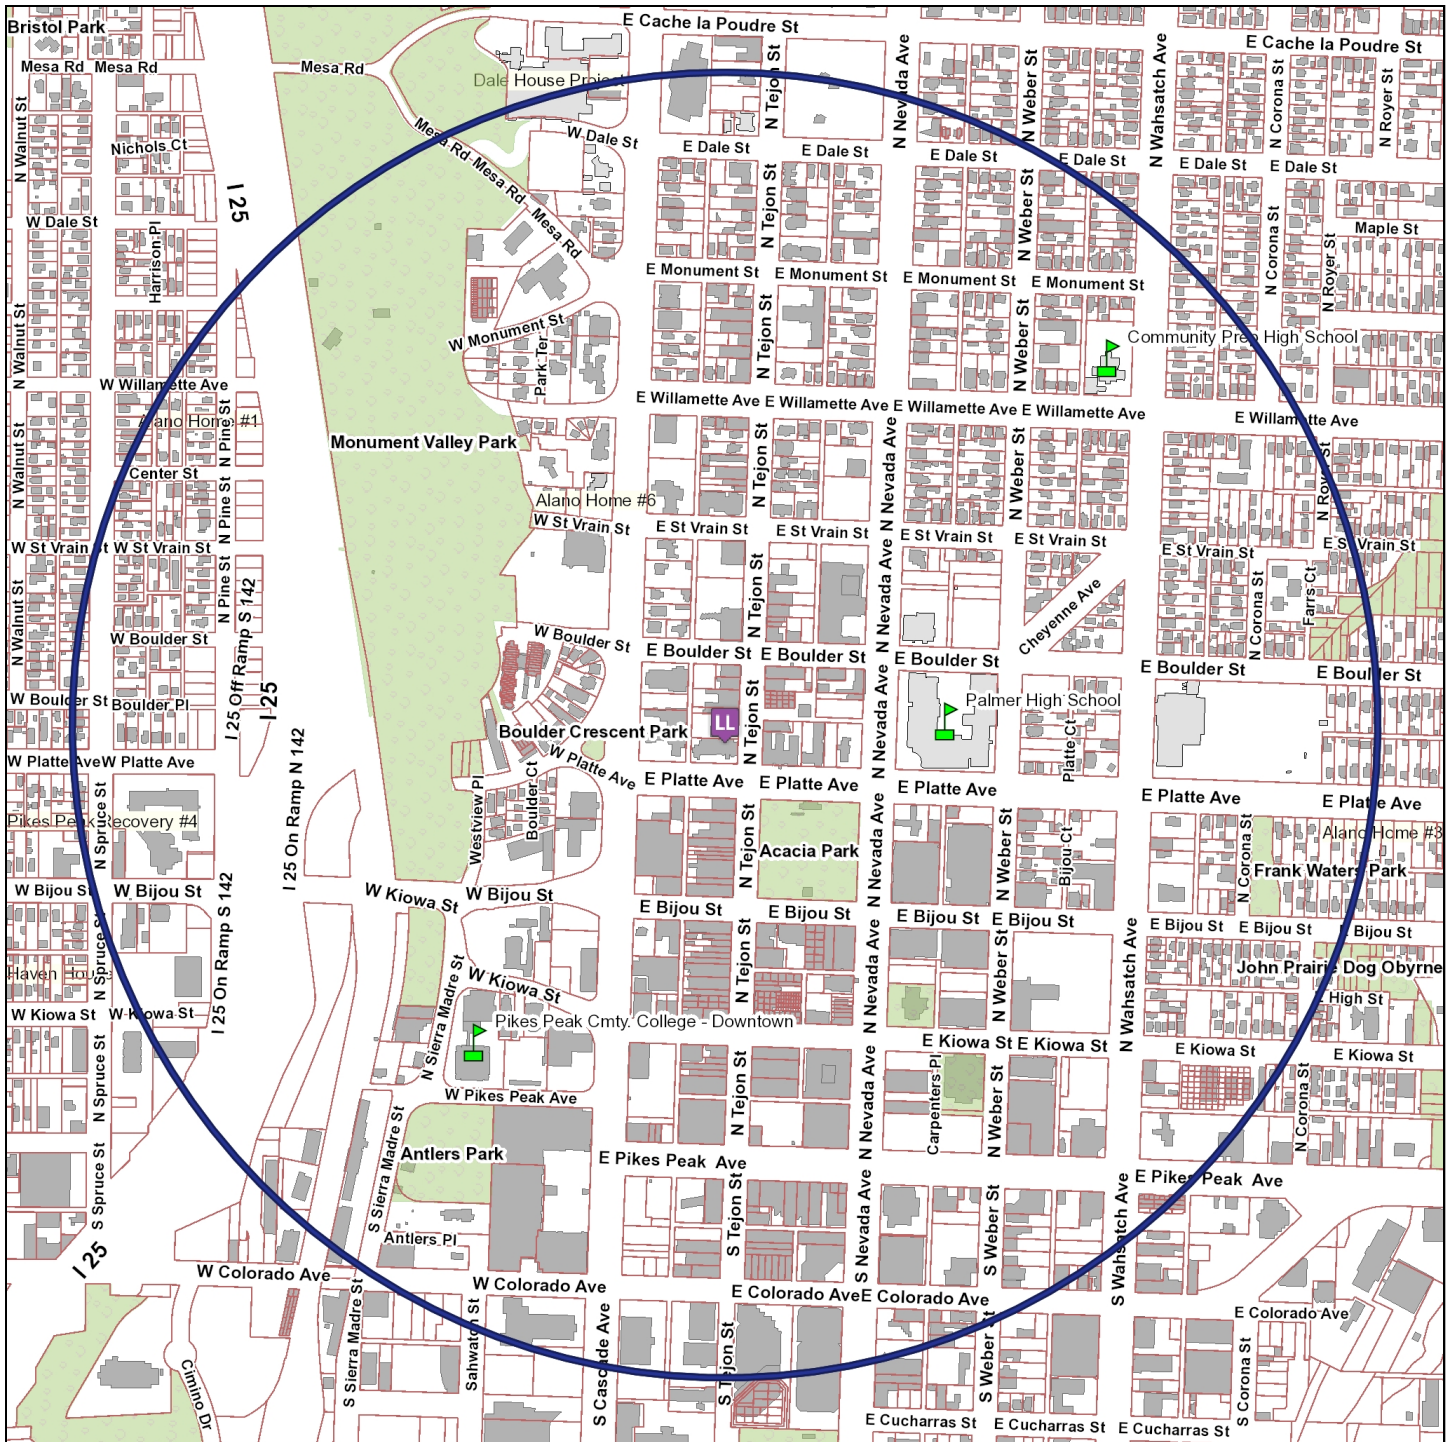 E Cache la Poudre St
Bristol Park
E Cache la Poudre St
Mesa Rd
Mesa Rd
Mesa Rd
Dale House Project
N Tejon St
N Nevada Ave
N Weber St
N Wahsatch Ave
N Corona St
N Royer St
N Walnut St
Nichols Ct
Mesa Rd
Mesa Rd
Mesa Rd
W Dale St
E Dale St
E Dale St
E Dale St
E Dale St
E Dale St
E Dale St
I 25
W Dale St
Harrison Pl
N Tejon St
N Weber St
N Corona St
N Royer St
Maple St
E Monument St
E Monument St
E Monument St
E Monument St
N Walnut St
W Monument St
Park Ter
N Tejon St
N Weber St
Community Prep High School
W Willamette Ave
E Willamette Ave
E Willamette Ave
E Willamette Ave
E Willamette Ave
E Willamette Ave
Alano Home #1
N Pine St
Monument Valley Park
N Walnut St
Center St
N Tejon St
N Nevada Ave
N Weber St
N Royer St
Alano Home #6
N Pine St
W St Vrain St
E St Vrain St
E St Vrain St
E St Vrain St
E St Vrain St
E St Vrain St
E St Vrain St
W St Vrain St
W St Vrain St
N Walnut St
N Pine St
I 25 Off Ramp S 142
N Tejon St
N Nevada Ave
Cheyenne Ave
N Corona St
Farrs Ct
W Boulder St
W Boulder St
E Boulder St
E Boulder St
E Boulder St
E Boulder St
E Boulder St
W Boulder St
Boulder Pl
I 25
Palmer High School
LL
N Tejon St
N Nevada Ave
Platte Ct
Boulder Crescent Park
W Platte Ave
W Platte Ave
W Platte Ave
E Platte Ave
E Platte Ave
E Platte Ave
E Platte Ave
E Platte Ave
I 25 On Ramp N 142
N Spruce St
Pikes Peak Recovery #4
Westview Pl
Boulder Ct
N Tejon St
Acacia Park
N Nevada Ave
N Weber St
Bijou Ct
N Corona St
Alano Home #3
Frank Waters Park
W Bijou St
W Bijou St
W Kiowa St
W Bijou St
E Bijou St
E Bijou St
E Bijou St
E Bijou St
E Bijou St
E Bijou St
E Bijou St
N Spruce St
I 25 On Ramp S 142
Haven House
N Sierra Madre St
W Kiowa St
N Tejon St
N Nevada Ave
N Weber St
N Wahsatch Ave
John Prairie Dog Obyrne
E High St
W Kiowa St
W Kiowa St
Pikes Peak Cmty. College - Downtown
E Kiowa St
E Kiowa St
E Kiowa St
E Kiowa St
N Spruce St
W Pikes Peak Ave
N Tejon St
N Nevada Ave
Carpenters Pl
N Weber St
N Corona St
Antlers Park
E Pikes Peak Ave
E Pikes Peak Ave
S Spruce St
S Sierra Madre St
Antlers Pl
S Tejon St
S Nevada Ave
S Weber St
S Wahsatch Ave
I 25
W Colorado Ave
W Colorado Ave
E Colorado Ave
E Colorado Ave
E Colorado Ave
Cimino Dr
S Sierra Madre St
Sahwatch St
S Cascade Ave
S Tejon St
S Weber St
S Corona St
E Cucharras St
E Cucharras St
E Cucharras St